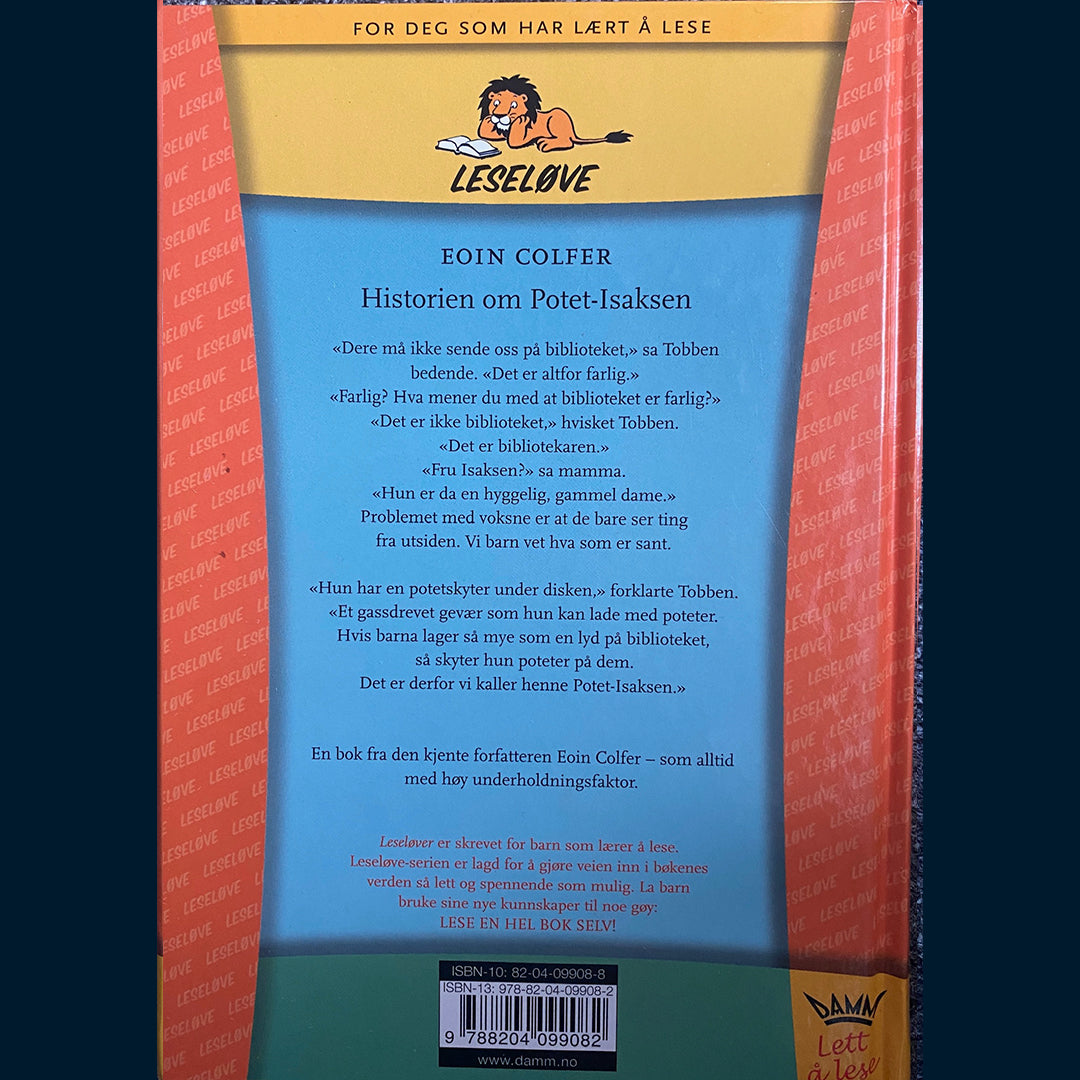 FOR DEG SOM HAR LÆRT Å LESE
LESELØVE
EOIN COLFER
Historien om Potet-Isaksen
«Dere må ikke sende oss på biblioteket,» sa Tobben
bedende. «Det er altfor farlig.»
«Farlig? Hva mener du med at biblioteket er farlig?»
«Det er ikke biblioteket,» hvisket Tobben.
«Det er bibliotekaren.»
«Fru Isaksen?» sa mamma.
«Hun er da en hyggelig, gammel dame.»
Problemet med voksne er at de bare ser ting
fra utsiden. Vi barn vet hva som er sant.
«Hun har en potetskyter under disken,» forklarte Tobben.
«Et gassdrevet gevær som hun kan lade med poteter.
Hvis barna lager så mye som en lyd på biblioteket,
så skyter hun poteter på dem.
Det er derfor vi kaller henne Potet-Isaksen.»
En bok fra den kjente forfatteren Eoin Colfer – som alltid
med høy underholdningsfaktor.
Leseløver er skrevet for barn som lærer å lese.
Leseløve-serien er lagd for å gjøre veien inn i bøkenes
verden så lett og spennende som mulig. La barn
bruke sine nye kunnskaper til noe gøy:
LESE EN HEL BOK SELV!
ISBN-10: 82-04-09908-8
ISBN-13: 978-82-04-09908-2
9 788204 099082
www.damm.no
DAMM
Lett
å lese